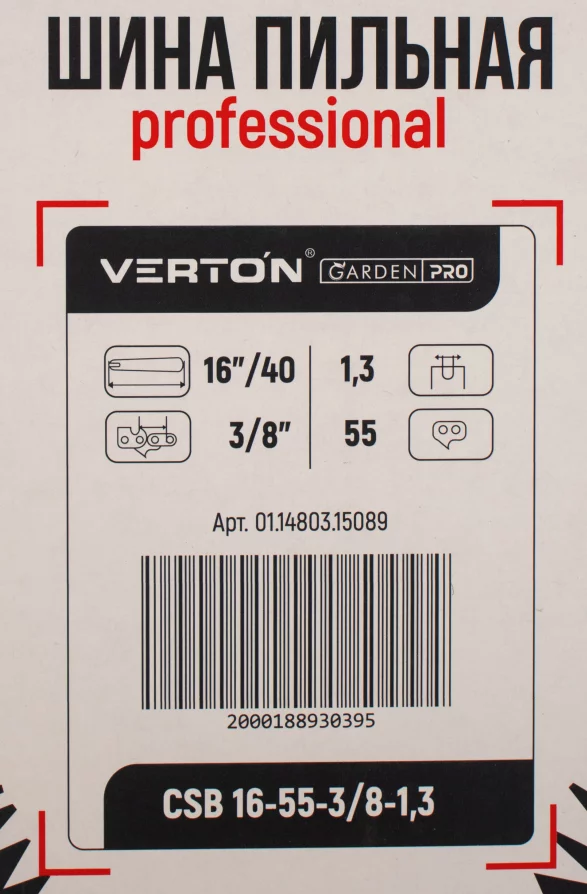 ШИНА ПИЛЬНАЯ
professional
VERTON® GARDEN PRO
16"/40 1,3
3/8" 55
Арт. 01.14803.15089
2000188930395
CSB 16-55-3/8-1,3